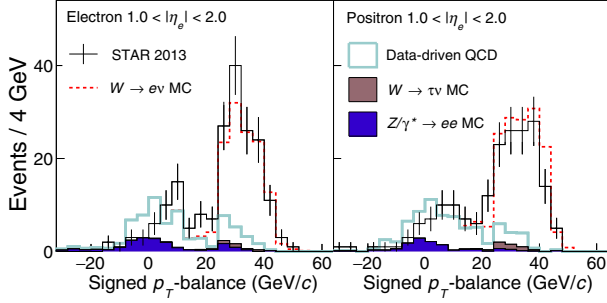 Electron 1.0 < |η_e| < 2.0
Positron 1.0 < |η_e| < 2.0
STAR 2013
W → eν MC
Data-driven QCD
W → τν MC
Z/γ* → ee MC
Events / 4 GeV
40
20
0
−20 0 20 40 60
−20 0 20 40 60
Signed p_T-balance (GeV/c)
Signed p_T-balance (GeV/c)